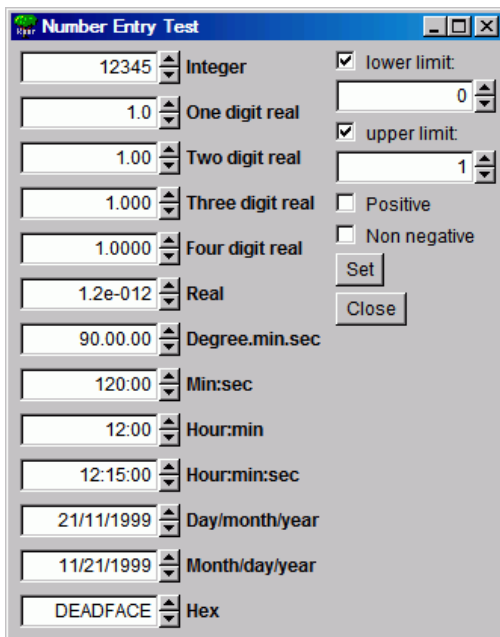 Number Entry Test
12345 Integer
1.0 One digit real
1.00 Two digit real
1.000 Three digit real
1.0000 Four digit real
1.2e-012 Real
90.00.00 Degree.min.sec
120:00 Min:sec
12:00 Hour:min
12:15:00 Hour:min:sec
21/11/1999 Day/month/year
11/21/1999 Month/day/year
DEADFACE Hex
lower limit:
0
upper limit:
1
Positive
Non negative
Set
Close